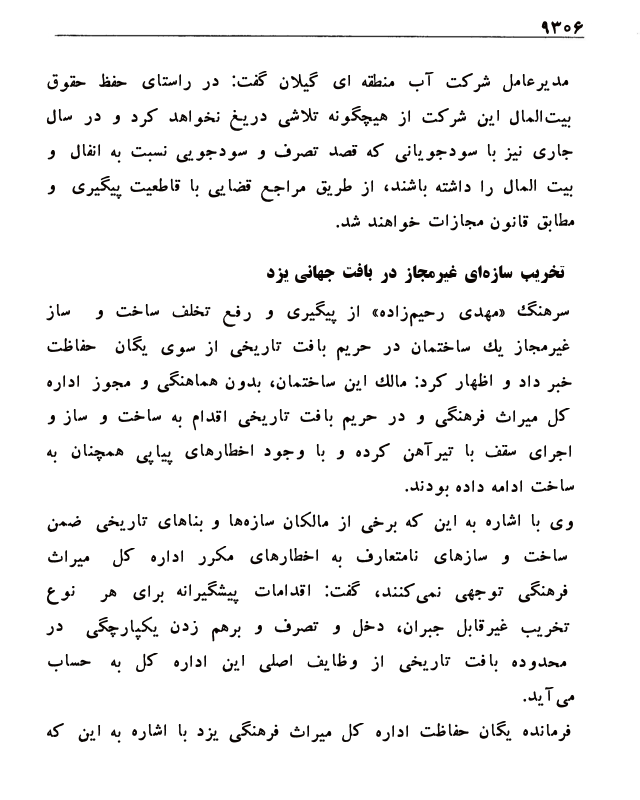 ۹۳۰۶
مدیرعامل شرکت آب منطقه ای گیلان گفت: در راستای حفظ حقوق
بیت‌المال این شرکت از هیچگونه تلاشی دریغ نخواهد کرد و در سال
جاری نیز با سودجویانی که قصد تصرف و سودجویی نسبت به انفال و
بیت المال را داشته باشند، از طریق مراجع قضایی با قاطعیت پیگیری و
مطابق قانون مجازات خواهند شد.
تخریب سازه‌ای غیرمجاز در بافت جهانی یزد
سرهنگ «مهدی رحیم‌زاده» از پیگیری و رفع تخلف ساخت و ساز
غیرمجاز یك ساختمان در حریم بافت تاریخی از سوی یگان حفاظت
خبر داد و اظهار کرد: مالك این ساختمان، بدون هماهنگی و مجوز اداره
کل میراث فرهنگی و در حریم بافت تاریخی اقدام به ساخت و ساز و
اجرای سقف با تیرآهن کرده و با وجود اخطارهای پیاپی همچنان به
ساخت ادامه داده بودند.
وی با اشاره به این که برخی از مالکان سازه‌ها و بناهای تاریخی ضمن
ساخت و سازهای نامتعارف به اخطارهای مکرر اداره کل میراث
فرهنگی توجهی نمی‌کنند، گفت: اقدامات پیشگیرانه برای هر نوع
تخریب غیرقابل جبران، دخل و تصرف و برهم زدن یکپارچگی در
محدوده بافت تاریخی از وظایف اصلی این اداره کل به حساب
می‌آید.
فرمانده یگان حفاظت اداره کل میراث فرهنگی یزد با اشاره به این که